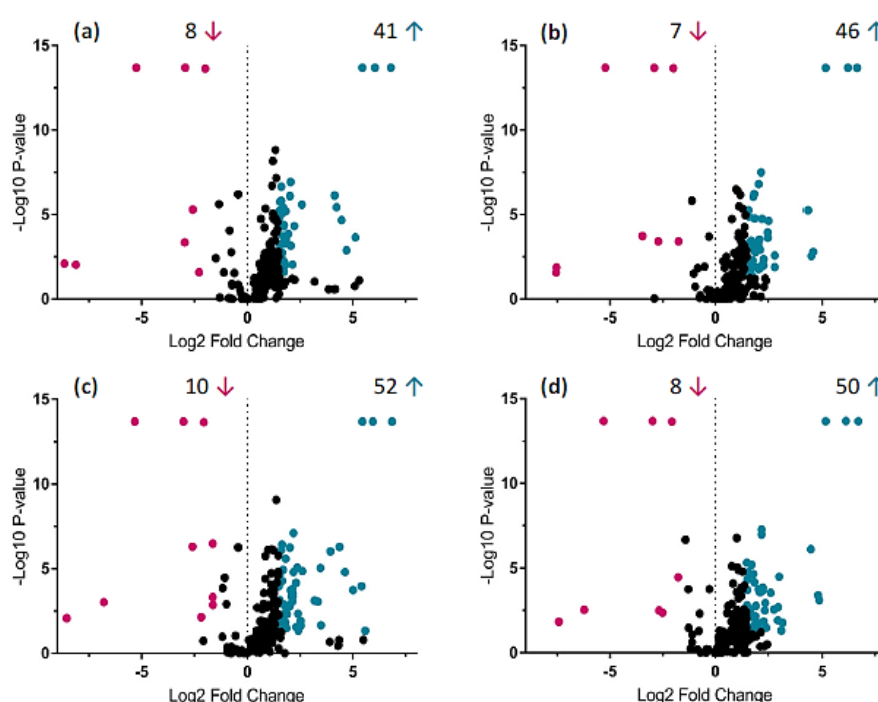 (a) 8 ↓ 41 ↑
(b) 7 ↓ 46 ↑
15
10
5
0
-Log10 P-value
-5 0 5
Log2 Fold Change
15
10
5
0
-Log10 P-value
-5 0 5
Log2 Fold Change
(c) 10 ↓ 52 ↑
(d) 8 ↓ 50 ↑
15
10
5
0
-Log10 P-value
-5 0 5
Log2 Fold Change
15
10
5
0
-Log10 P-value
-5 0 5
Log2 Fold Change